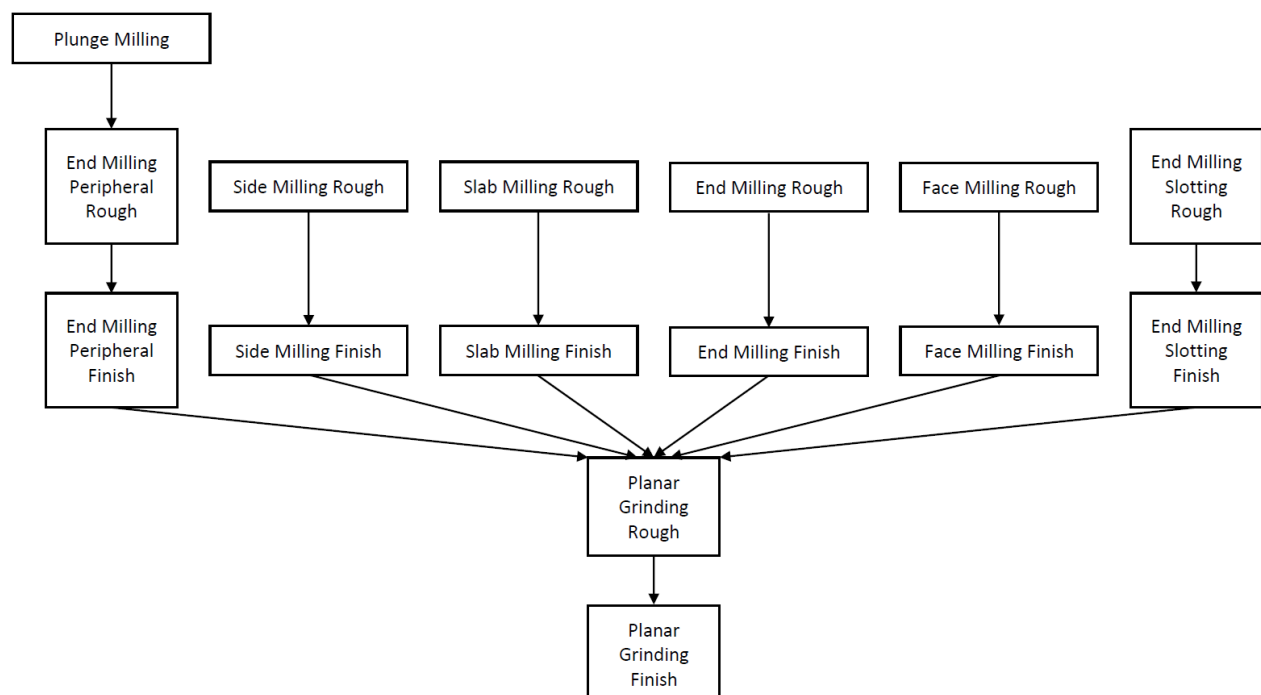 Plunge Milling
End Milling
Peripheral
Rough
Side Milling Rough
Slab Milling Rough
End Milling Rough
Face Milling Rough
End Milling
Slotting
Rough
End Milling
Peripheral
Finish
Side Milling Finish
Slab Milling Finish
End Milling Finish
Face Milling Finish
End Milling
Slotting
Finish
Planar
Grinding
Rough
Planar
Grinding
Finish